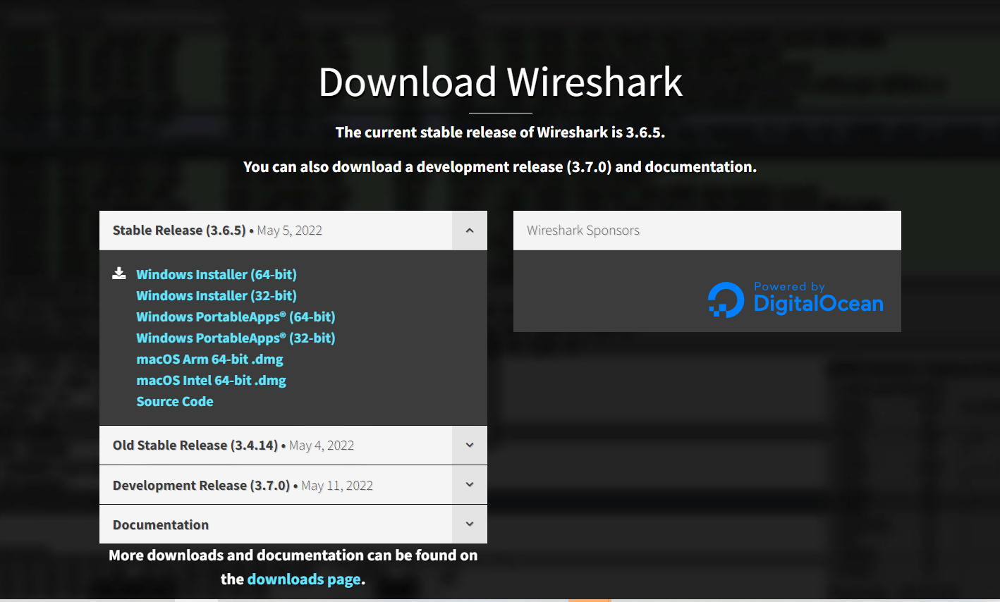 Download Wireshark
The current stable release of Wireshark is 3.6.5.
You can also download a development release (3.7.0) and documentation.
Stable Release (3.6.5) • May 5, 2022
Windows Installer (64-bit)
Windows Installer (32-bit)
Windows PortableApps® (64-bit)
Windows PortableApps® (32-bit)
macOS Arm 64-bit .dmg
macOS Intel 64-bit .dmg
Source Code
Old Stable Release (3.4.14) • May 4, 2022
Development Release (3.7.0) • May 11, 2022
Documentation
More downloads and documentation can be found on
the downloads page.
Wireshark Sponsors
Powered by
DigitalOcean